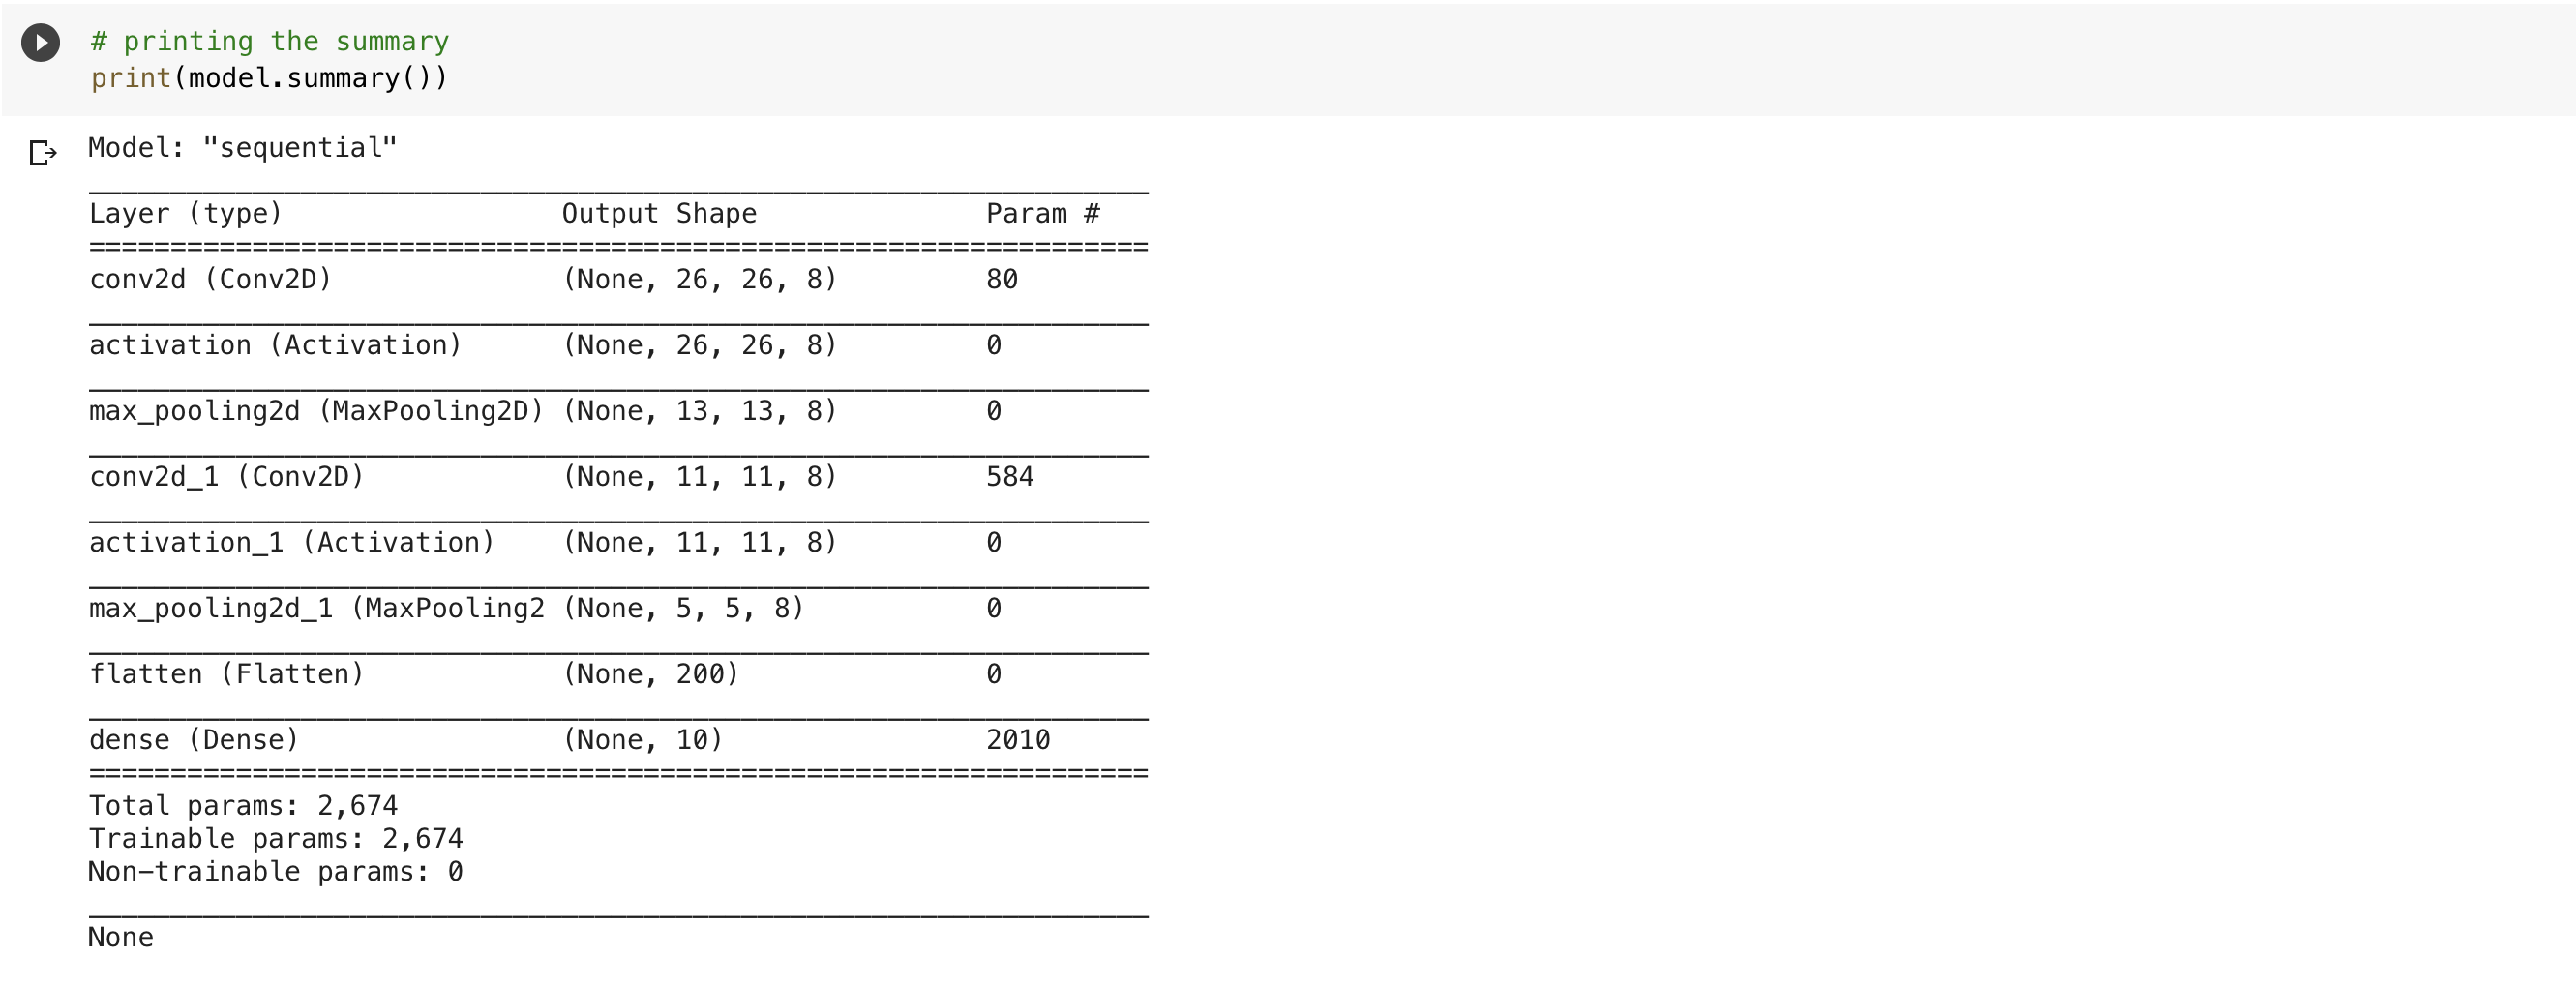 # printing the summary
print(model.summary())
Model: "sequential"
_________________________________________________________________
Layer (type)                 Output Shape              Param #
=================================================================
conv2d (Conv2D)              (None, 26, 26, 8)         80
_________________________________________________________________
activation (Activation)      (None, 26, 26, 8)         0
_________________________________________________________________
max_pooling2d (MaxPooling2D) (None, 13, 13, 8)         0
_________________________________________________________________
conv2d_1 (Conv2D)            (None, 11, 11, 8)         584
_________________________________________________________________
activation_1 (Activation)    (None, 11, 11, 8)         0
_________________________________________________________________
max_pooling2d_1 (MaxPooling2 (None, 5, 5, 8)           0
_________________________________________________________________
flatten (Flatten)            (None, 200)               0
_________________________________________________________________
dense (Dense)                (None, 10)                2010
=================================================================
Total params: 2,674
Trainable params: 2,674
Non-trainable params: 0
_________________________________________________________________
None